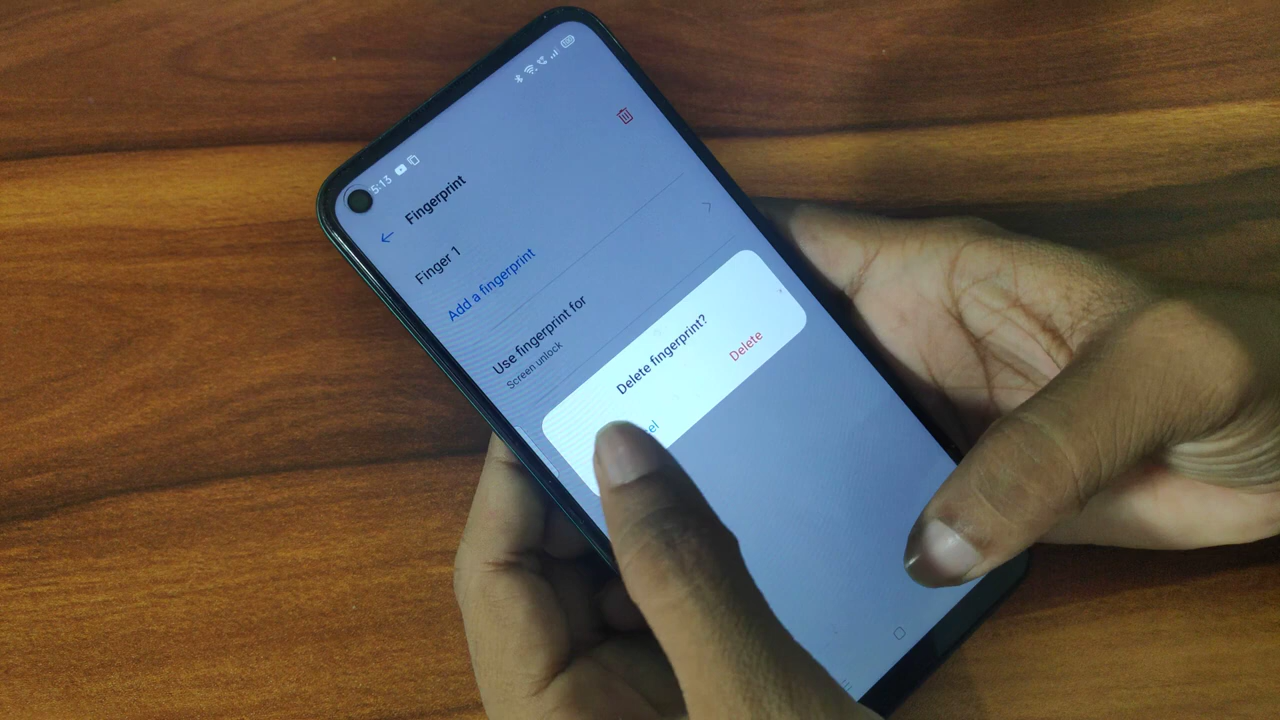 5:13
Fingerprint
Finger 1
Add a fingerprint
Use fingerprint for
Screen unlock
Delete fingerprint?
Delete